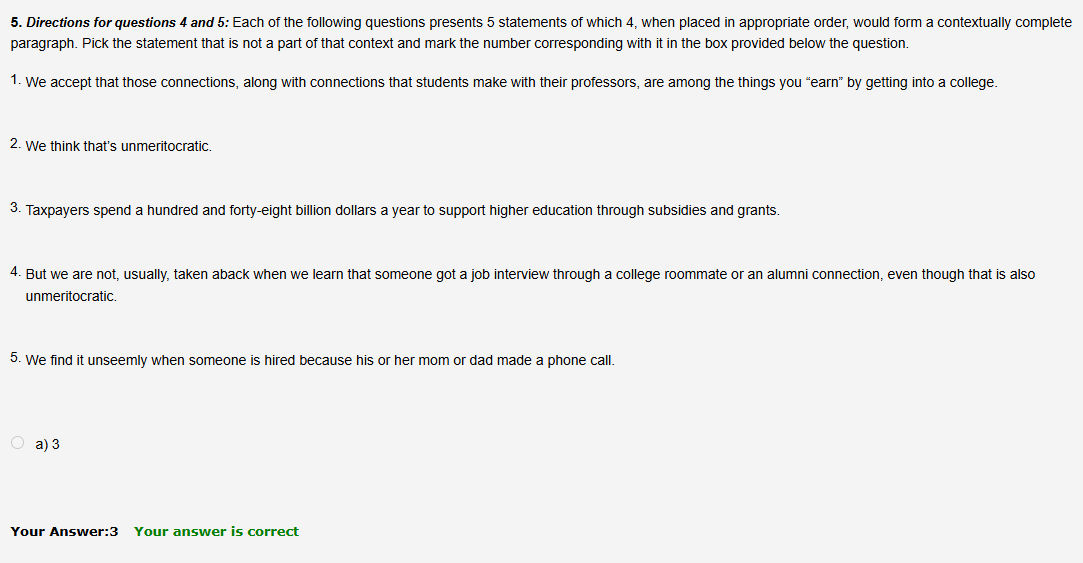 5. Directions for questions 4 and 5: Each of the following questions presents 5 statements of which 4, when placed in appropriate order, would form a contextually complete
paragraph. Pick the statement that is not a part of that context and mark the number corresponding with it in the box provided below the question.
1. We accept that those connections, along with connections that students make with their professors, are among the things you “earn” by getting into a college.
2. We think that’s unmeritocratic.
3. Taxpayers spend a hundred and forty-eight billion dollars a year to support higher education through subsidies and grants.
4. But we are not, usually, taken aback when we learn that someone got a job interview through a college roommate or an alumni connection, even though that is also
unmeritocratic.
5. We find it unseemly when someone is hired because his or her mom or dad made a phone call.
a) 3
Your Answer:3 Your answer is correct